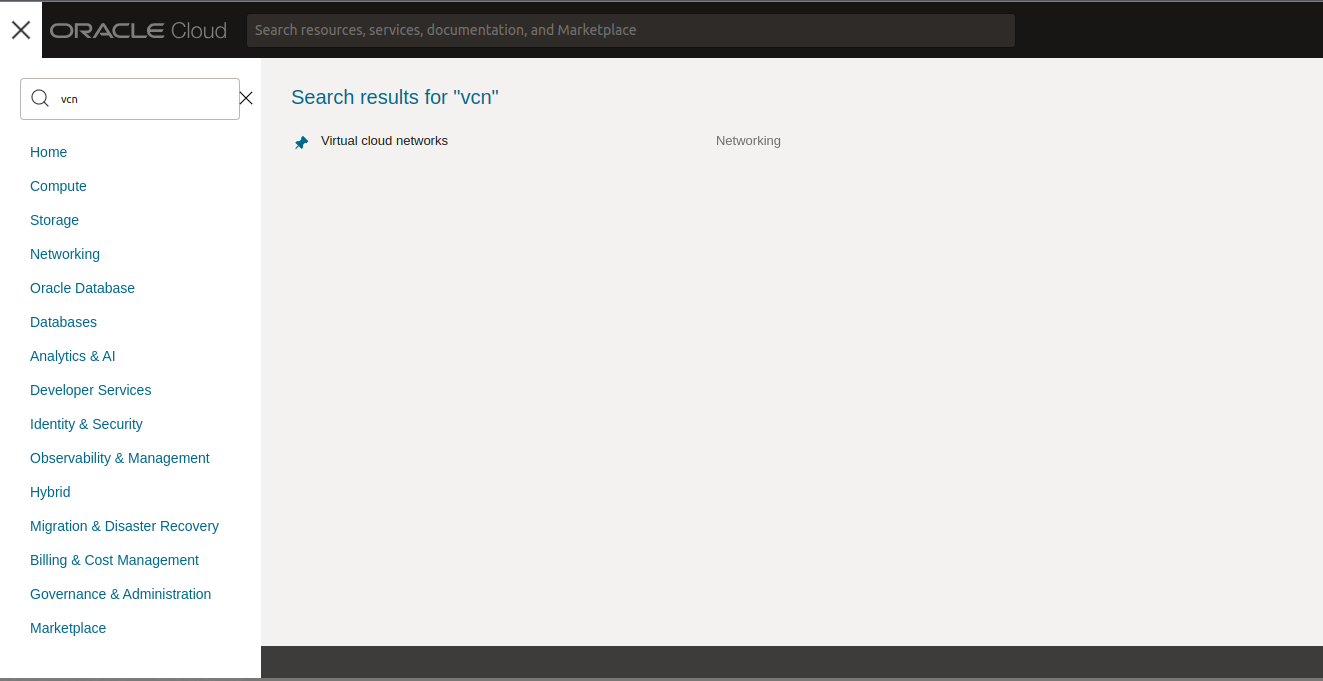 ORACLE Cloud
Search resources, services, documentation, and Marketplace
vcn
Home
Compute
Storage
Networking
Oracle Database
Databases
Analytics & AI
Developer Services
Identity & Security
Observability & Management
Hybrid
Migration & Disaster Recovery
Billing & Cost Management
Governance & Administration
Marketplace
Search results for "vcn"
Virtual cloud networks
Networking